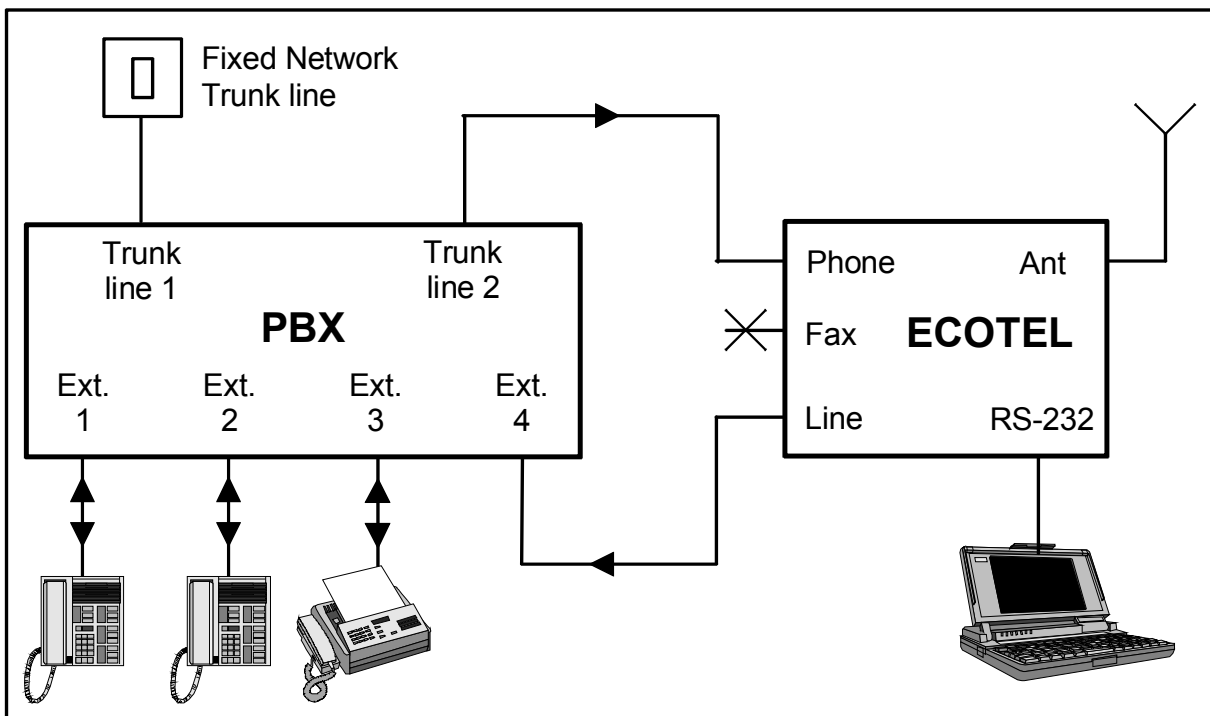 Fixed Network
Trunk line
Trunk
line 1
Trunk
line 2
PBX
Ext.
1
Ext.
2
Ext.
3
Ext.
4
Phone
Ant
Fax
ECOTEL
Line
RS-232